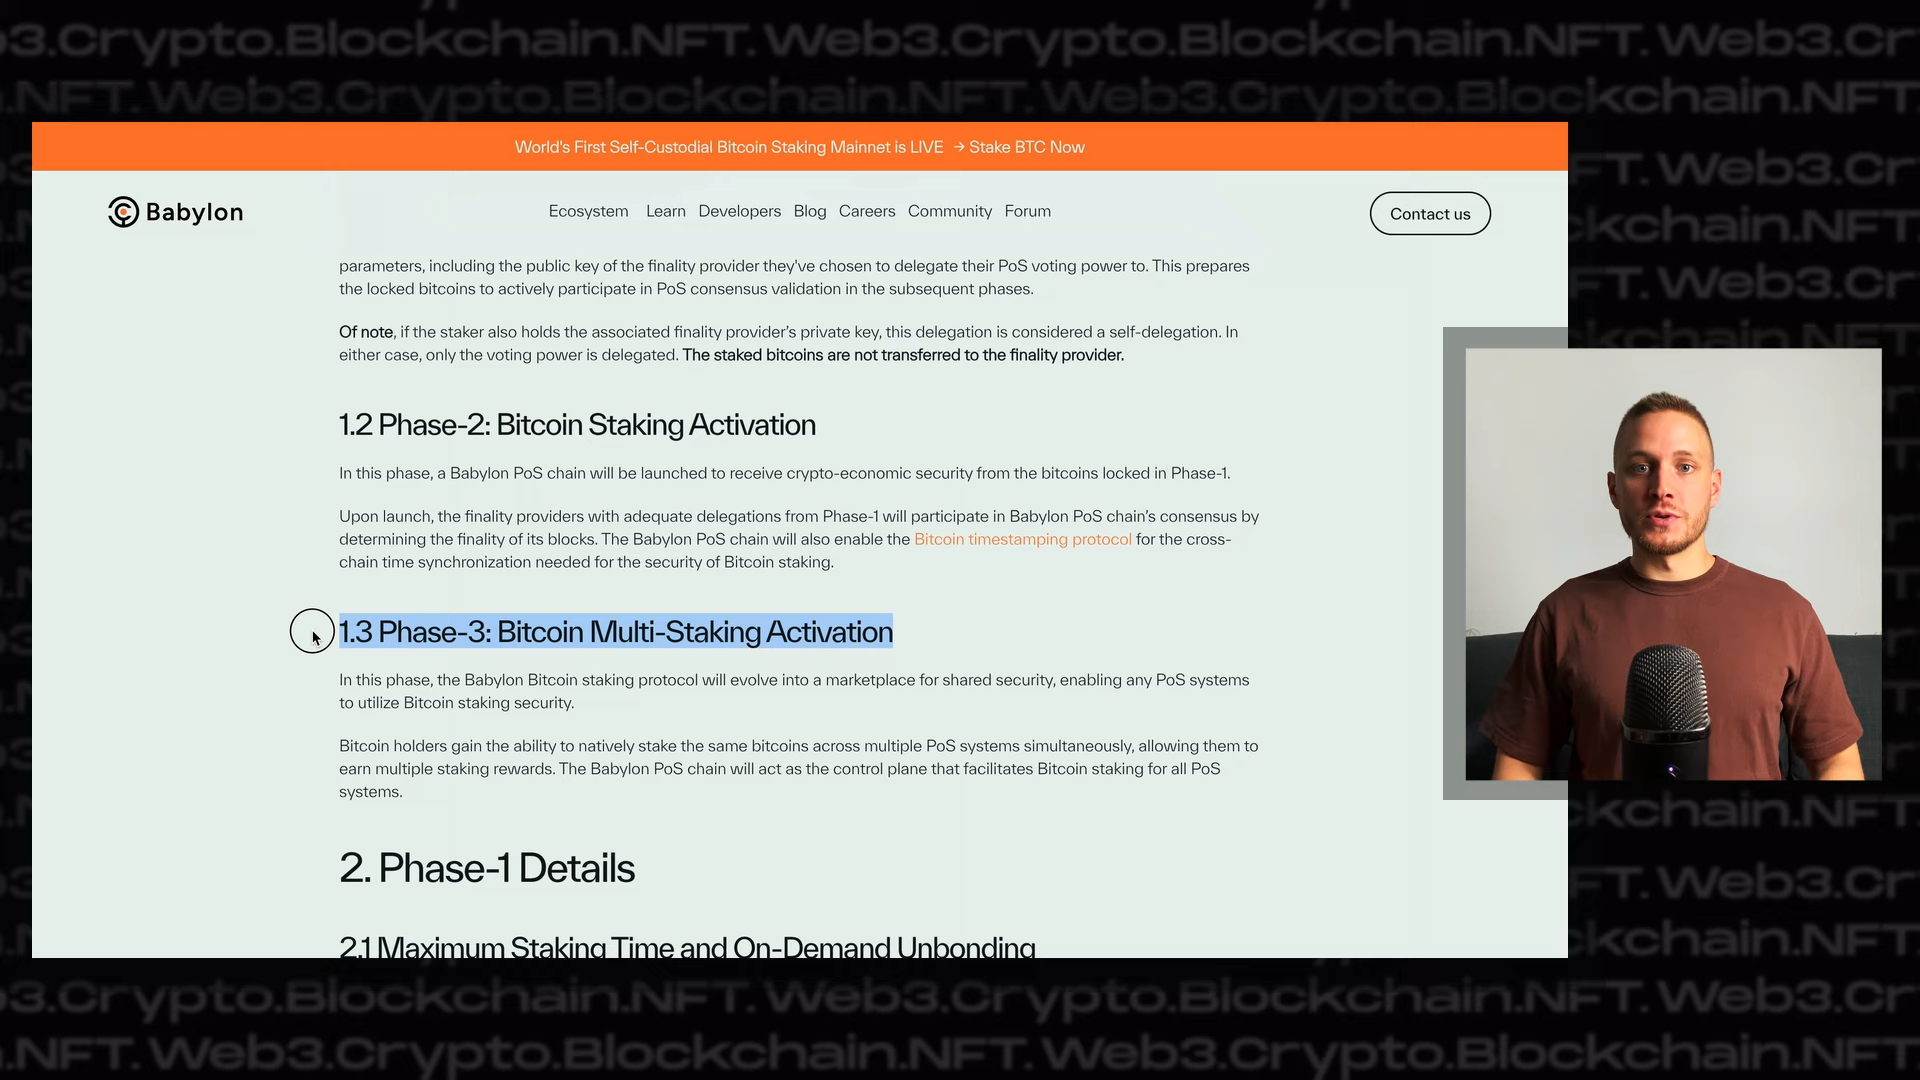 3.Crypto.Blockchain.NFT. Web3.Crypto.Blockchain.NFT. Web3.Cr
.NFT. Web3.Crypto.Blockchain.NFT. Web3.Crypto.Blockchain.NFT.
World's First Self-Custodial Bitcoin Staking Mainnet is LIVE → Stake BTC Now
Babylon
Ecosystem Learn Developers Blog Careers Community Forum
Contact us
parameters, including the public key of the finality provider they've chosen to delegate their PoS voting power to. This prepares
the locked bitcoins to actively participate in PoS consensus validation in the subsequent phases.
Of note, if the staker also holds the associated finality provider's private key, this delegation is considered a self-delegation. In
either case, only the voting power is delegated. The staked bitcoins are not transferred to the finality provider.
1.2 Phase-2: Bitcoin Staking Activation
In this phase, a Babylon PoS chain will be launched to receive crypto-economic security from the bitcoins locked in Phase-1.
Upon launch, the finality providers with adequate delegations from Phase-1 will participate in Babylon PoS chain's consensus by
determining the finality of its blocks. The Babylon PoS chain will also enable the Bitcoin timestamping protocol for the cross-
chain time synchronization needed for the security of Bitcoin staking.
1.3 Phase-3: Bitcoin Multi-Staking Activation
In this phase, the Babylon Bitcoin staking protocol will evolve into a marketplace for shared security, enabling any PoS systems
to utilize Bitcoin staking security.
Bitcoin holders gain the ability to natively stake the same bitcoins across multiple PoS systems simultaneously, allowing them to
earn multiple staking rewards. The Babylon PoS chain will act as the control plane that facilitates Bitcoin staking for all PoS
systems.
2. Phase-1 Details
2.1 Maximum Staking Time and On-Demand Unbonding
3.Crypto.Blockchain.NFT. Web3.Crypto.Blockchain.NFT. Web3.Cr
.NFT. Web3.Crypto.Blockchain.NFT. Web3.Crypto.Blockchain.NFT.